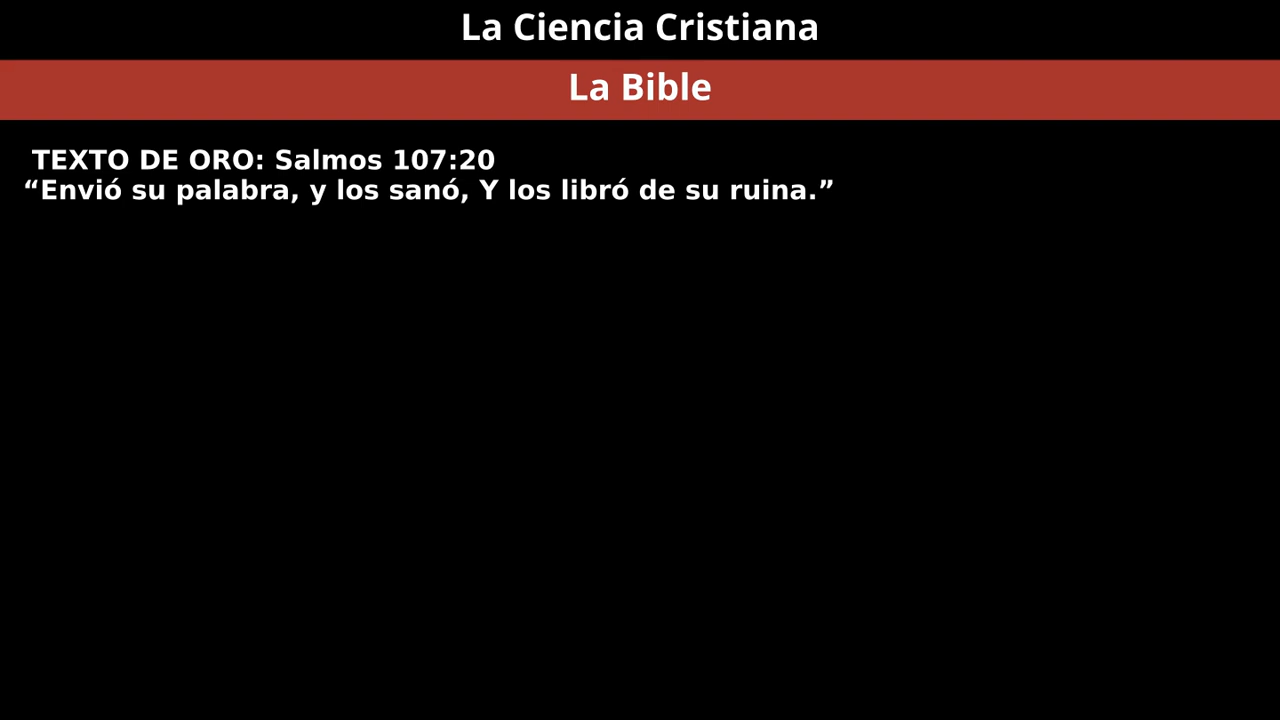 La Ciencia Cristiana
La Bible
TEXTO DE ORO: Salmos 107:20
“Envió su palabra, y los sanó, Y los libró de su ruina.”